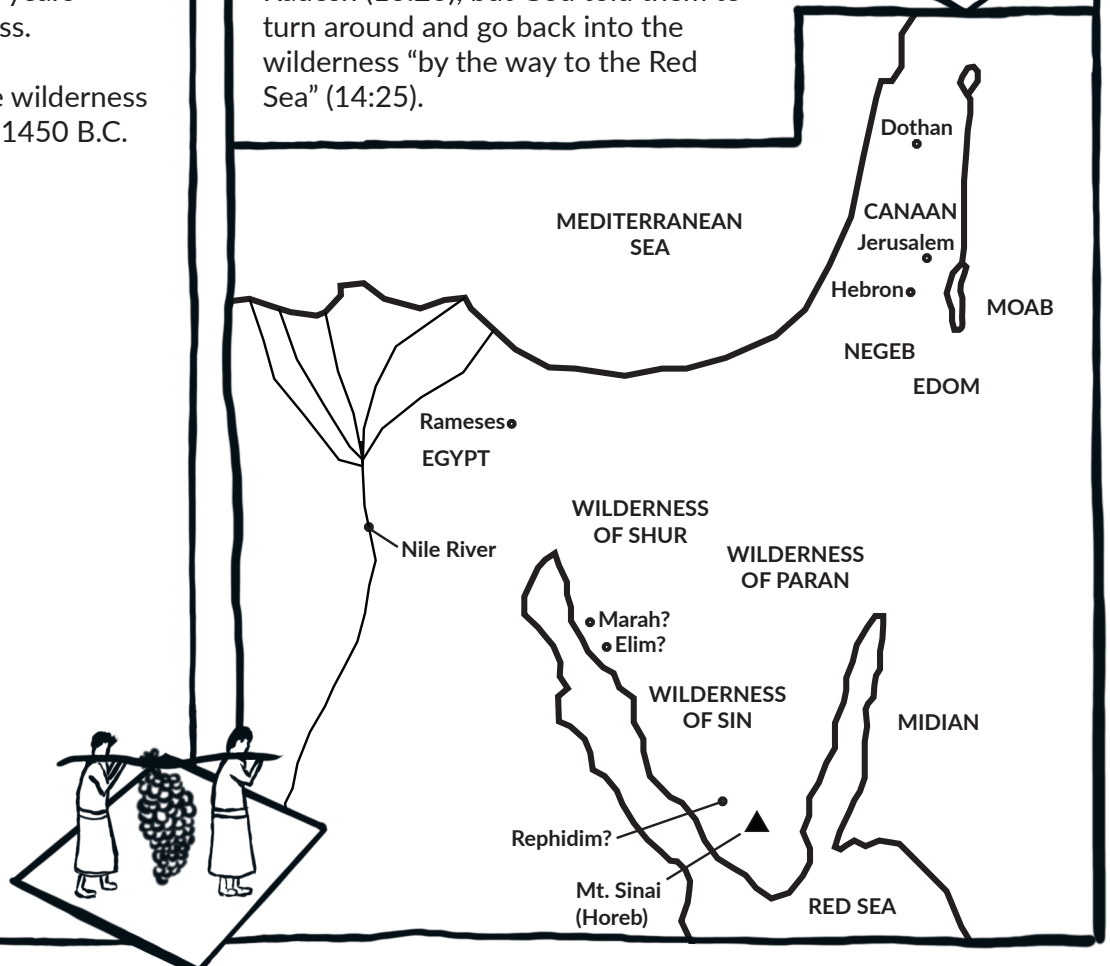 ss.
e wilderness
1450 B.C.
turn around and go back into the
wilderness “by the way to the Red
Sea” (14:25).
Dothan
CANAAN
Jerusalem
Hebron
MOAB
NEGEB
EDOM
MEDITERRANEAN
SEA
Rameses
EGYPT
Nile River
WILDERNESS
OF SHUR
WILDERNESS
OF PARAN
Marah?
Elim?
WILDERNESS
OF SIN
MIDIAN
Rephidim?
Mt. Sinai
(Horeb)
RED SEA